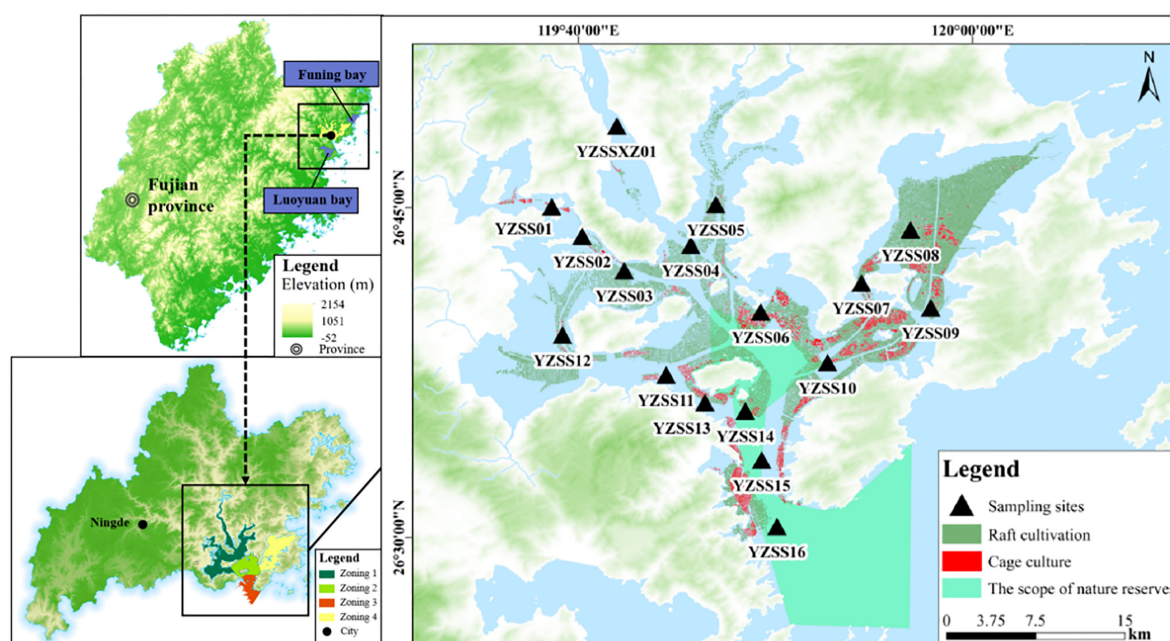 Funing bay
Fujian
province
Luoyuan bay
Legend
Elevation (m)
2154
1051
-52
Province
Ningde
Legend
Zoning 1
Zoning 2
Zoning 3
Zoning 4
City
119°40'00"E
120°00'00"E
N
26°45'00"N
26°30'00"N
YZSSXZ01
YZSS01
YZSS05
YZSS02
YZSS04
YZSS08
YZSS03
YZSS07
YZSS09
YZSS06
YZSS12
YZSS10
YZSS11
YZSS13
YZSS14
YZSS15
YZSS16
Legend
Sampling sites
Raft cultivation
Cage culture
The scope of nature reserves
0 3.75 7.5 15
km